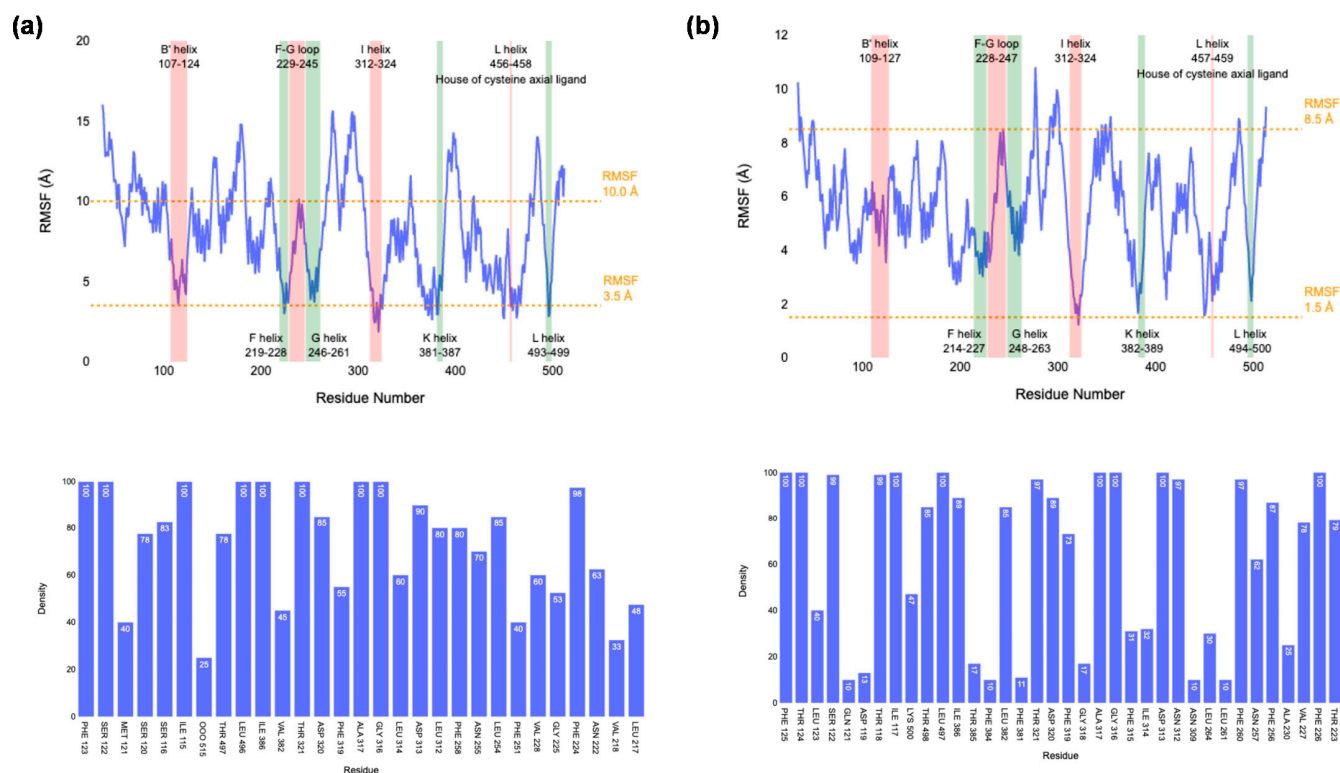 (a)
20
15
10
5
0
RMSF (Å)
B' helix
107-124
F-G loop
229-245
I helix
312-324
L helix
456-458
House of cysteine axial ligand
RMSF
10.0 Å
RMSF
3.5 Å
F helix
219-228
G helix
246-261
K helix
381-387
L helix
493-499
100 200 300 400 500
Residue Number
(b)
12
10
8
6
4
2
0
RMSF (Å)
B' helix
109-127
F-G loop
228-247
I helix
312-324
L helix
457-459
House of cysteine axial ligand
RMSF
8.5 Å
RMSF
1.5 Å
F helix
214-227
G helix
248-263
K helix
382-389
L helix
494-500
100 200 300 400 500
Residue Number
100
80
60
40
20
0
Density
100 100 40 78 83 100 25 78 100 100 45 100 85 55 100 100 60 90 80 80 70 85 40 60 53 98 63 33 48
PHE 123
SER 122
MET 121
SER 120
SER 116
ILE 115
OOO 515
THR 497
LEU 496
ILE 386
VAL 382
THR 321
ASP 320
PHE 319
ALA 317
GLY 316
LEU 314
ASP 313
LEU 312
PHE 258
ASN 255
LEU 254
PHE 251
VAL 228
GLY 225
PHE 224
ASN 222
VAL 218
LEU 217
Residue
100
80
60
40
20
0
Density
100 100 40 99 10 13 99 100 47 85 100 89 17 10 85 11 97 89 73 17 100 100 31 32 100 97 10 30 10 97 62 87 25 78 100 79
PHE 125
THR 124
LEU 123
SER 122
GLN 121
ASP 119
THR 118
ILE 117
LYS 500
THR 498
LEU 497
ILE 386
THR 385
PHE 384
LEU 382
PHE 381
THR 321
ASP 320
PHE 319
GLY 318
ALA 317
GLY 316
PHE 315
ILE 314
ASP 313
ASN 312
ASN 309
LEU 264
LEU 261
PHE 260
ASN 257
PHE 256
ALA 230
VAL 227
PHE 226
THR 223
Residue